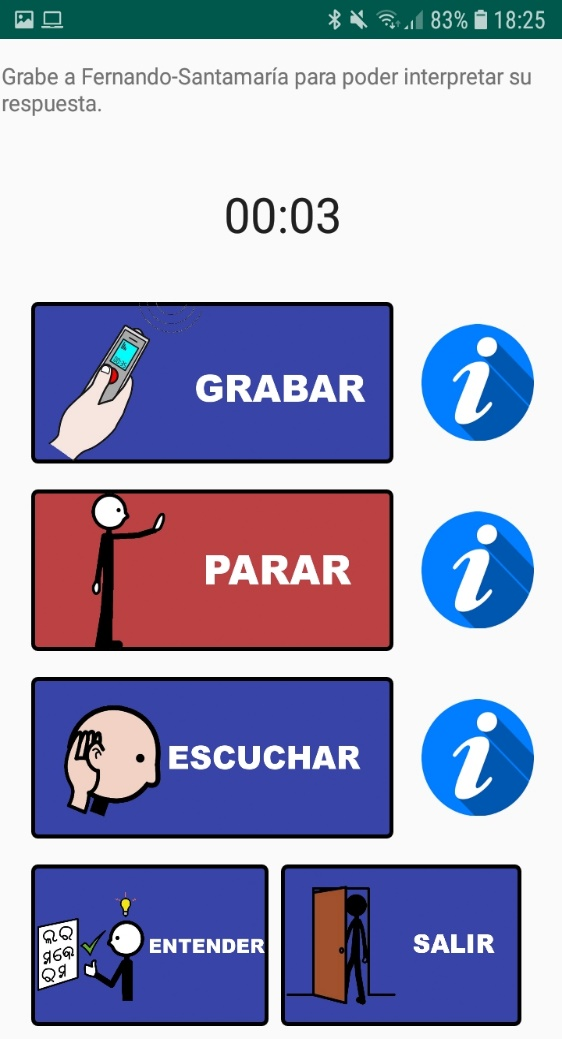 83% 18:25
Grabe a Fernando-Santamaría para poder interpretar su
respuesta.
00:03
GRABAR
i
PARAR
i
ESCUCHAR
i
ENTENDER
SALIR